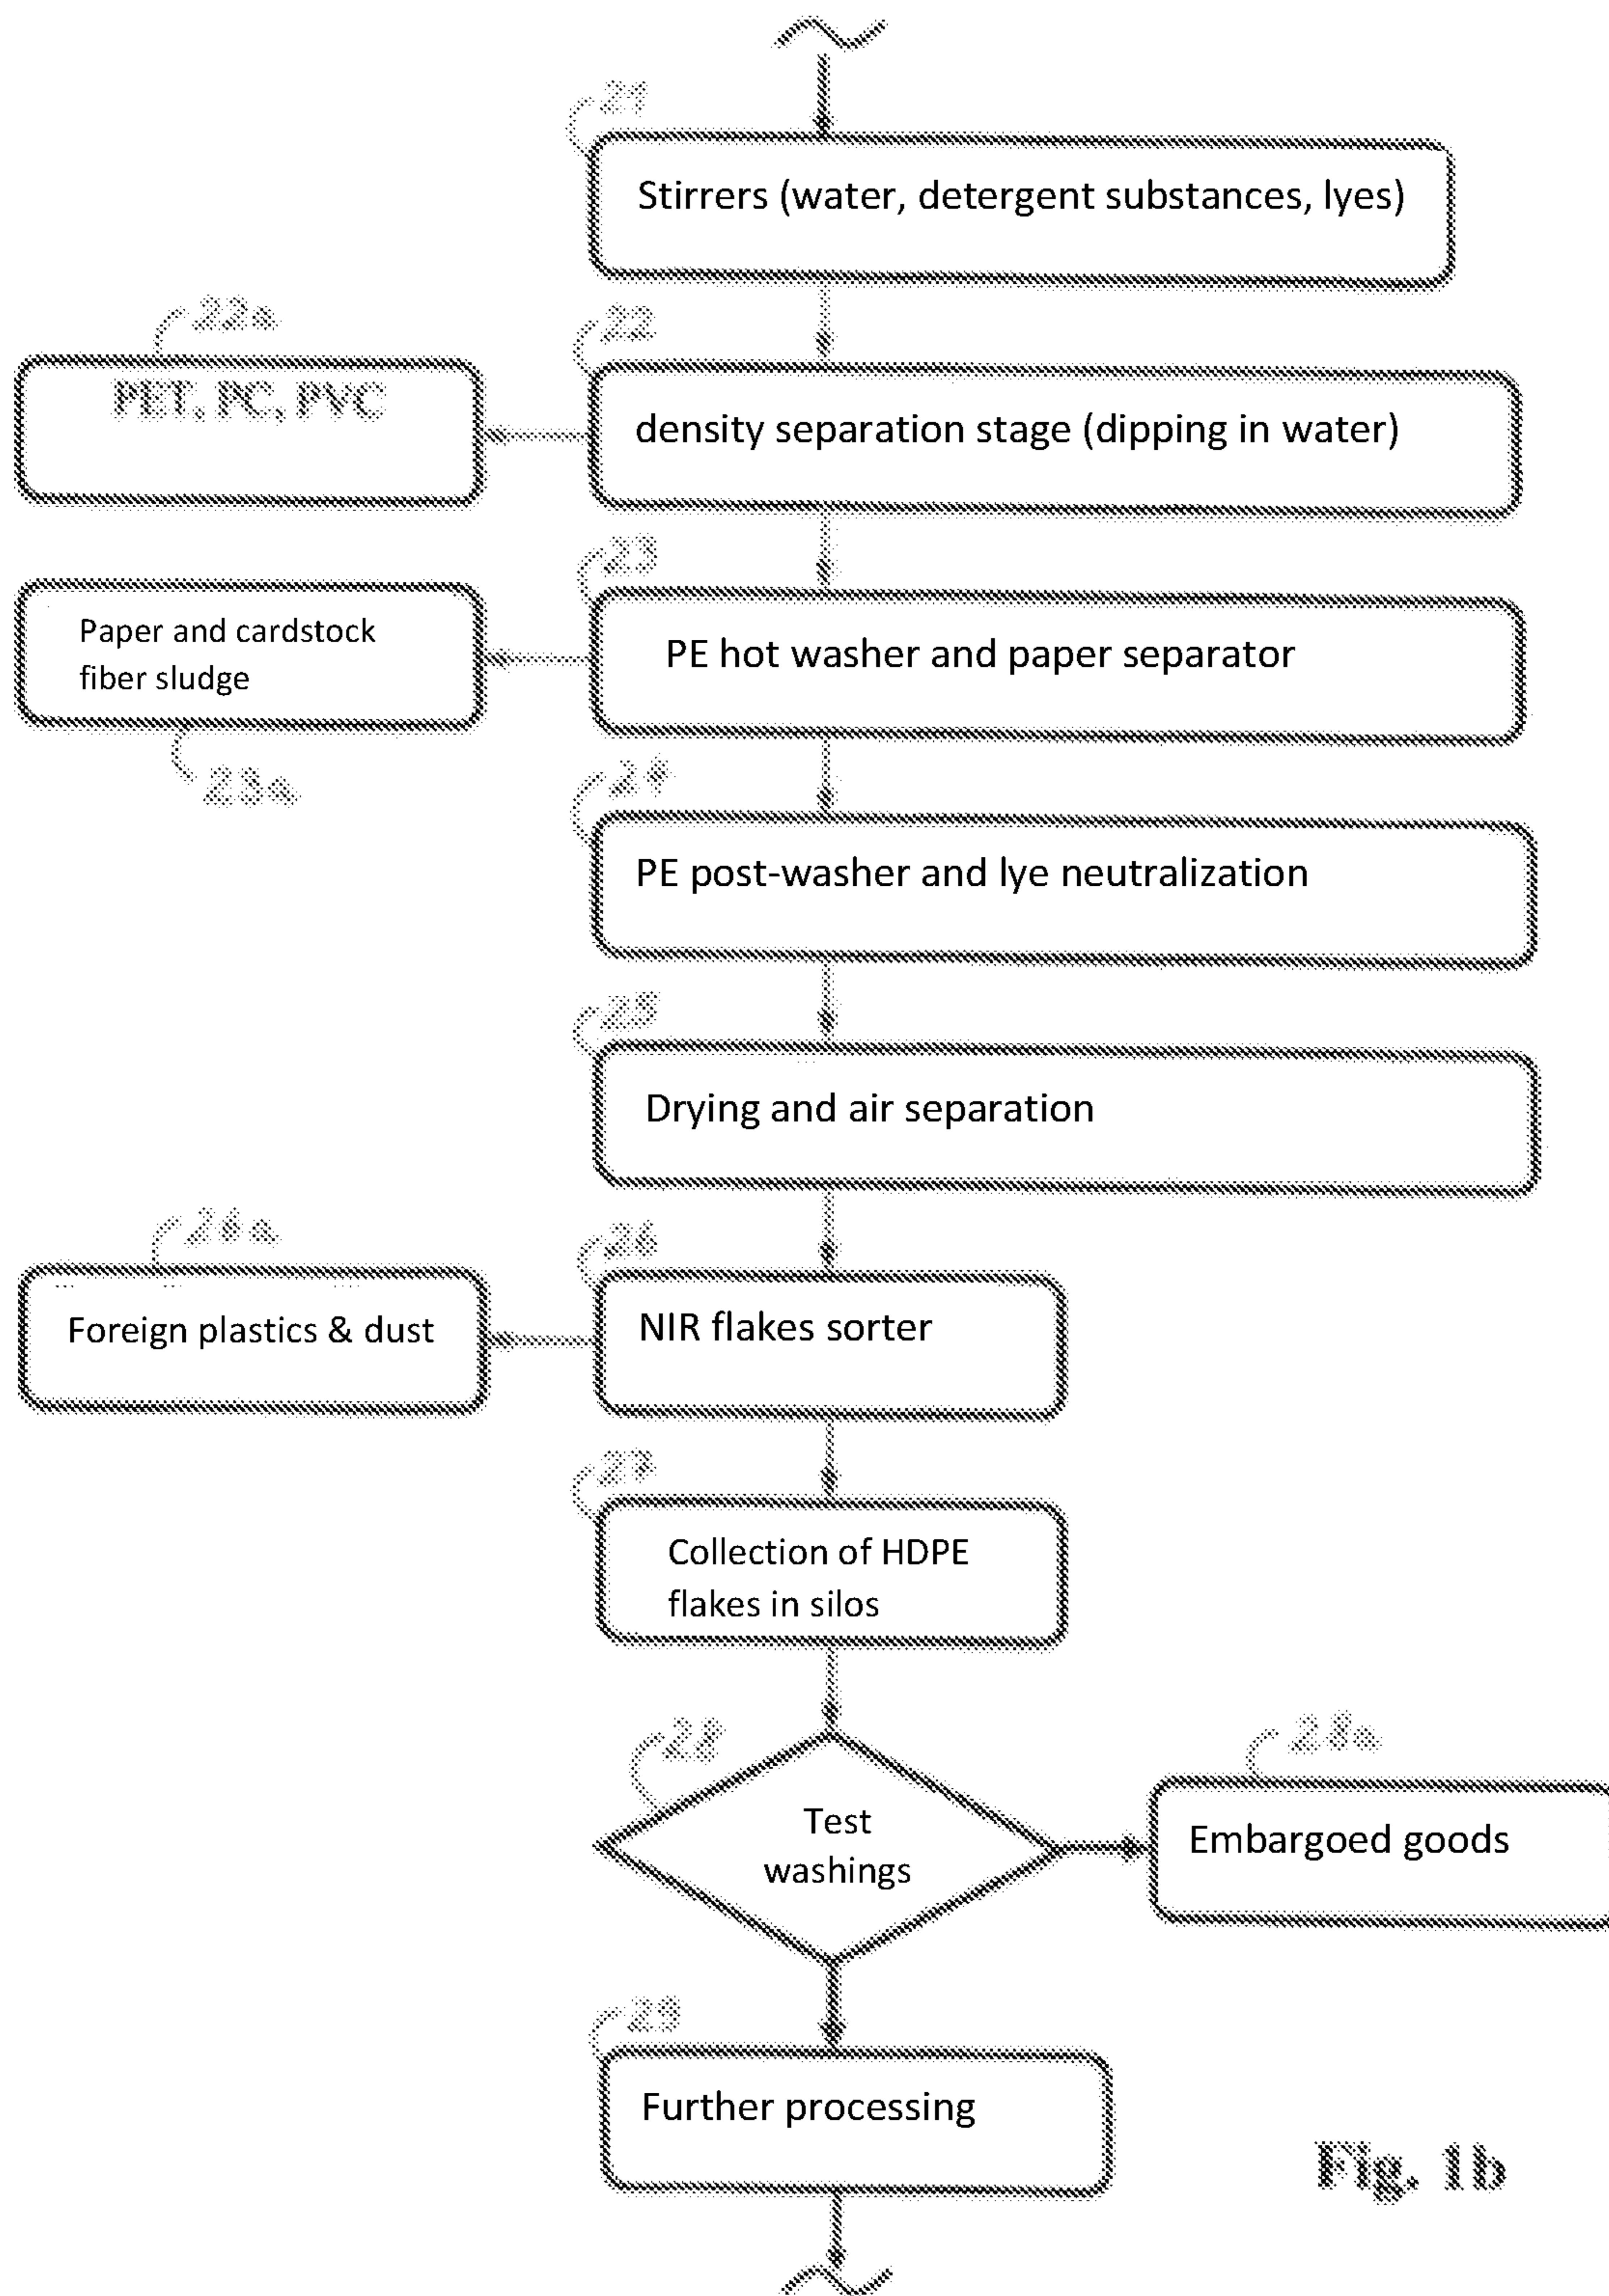 21
Stirrers (water, detergent substances, lyes)
22a
22
PET, PC, PVC
density separation stage (dipping in water)
23
Paper and cardstock
fiber sludge
PE hot washer and paper separator
23a
24
PE post-washer and lye neutralization
25
Drying and air separation
26a
26
Foreign plastics & dust
NIR flakes sorter
27
Collection of HDPE
flakes in silos
28
28a
Test
washings
Embargoed goods
29
Further processing
Fig. 1b